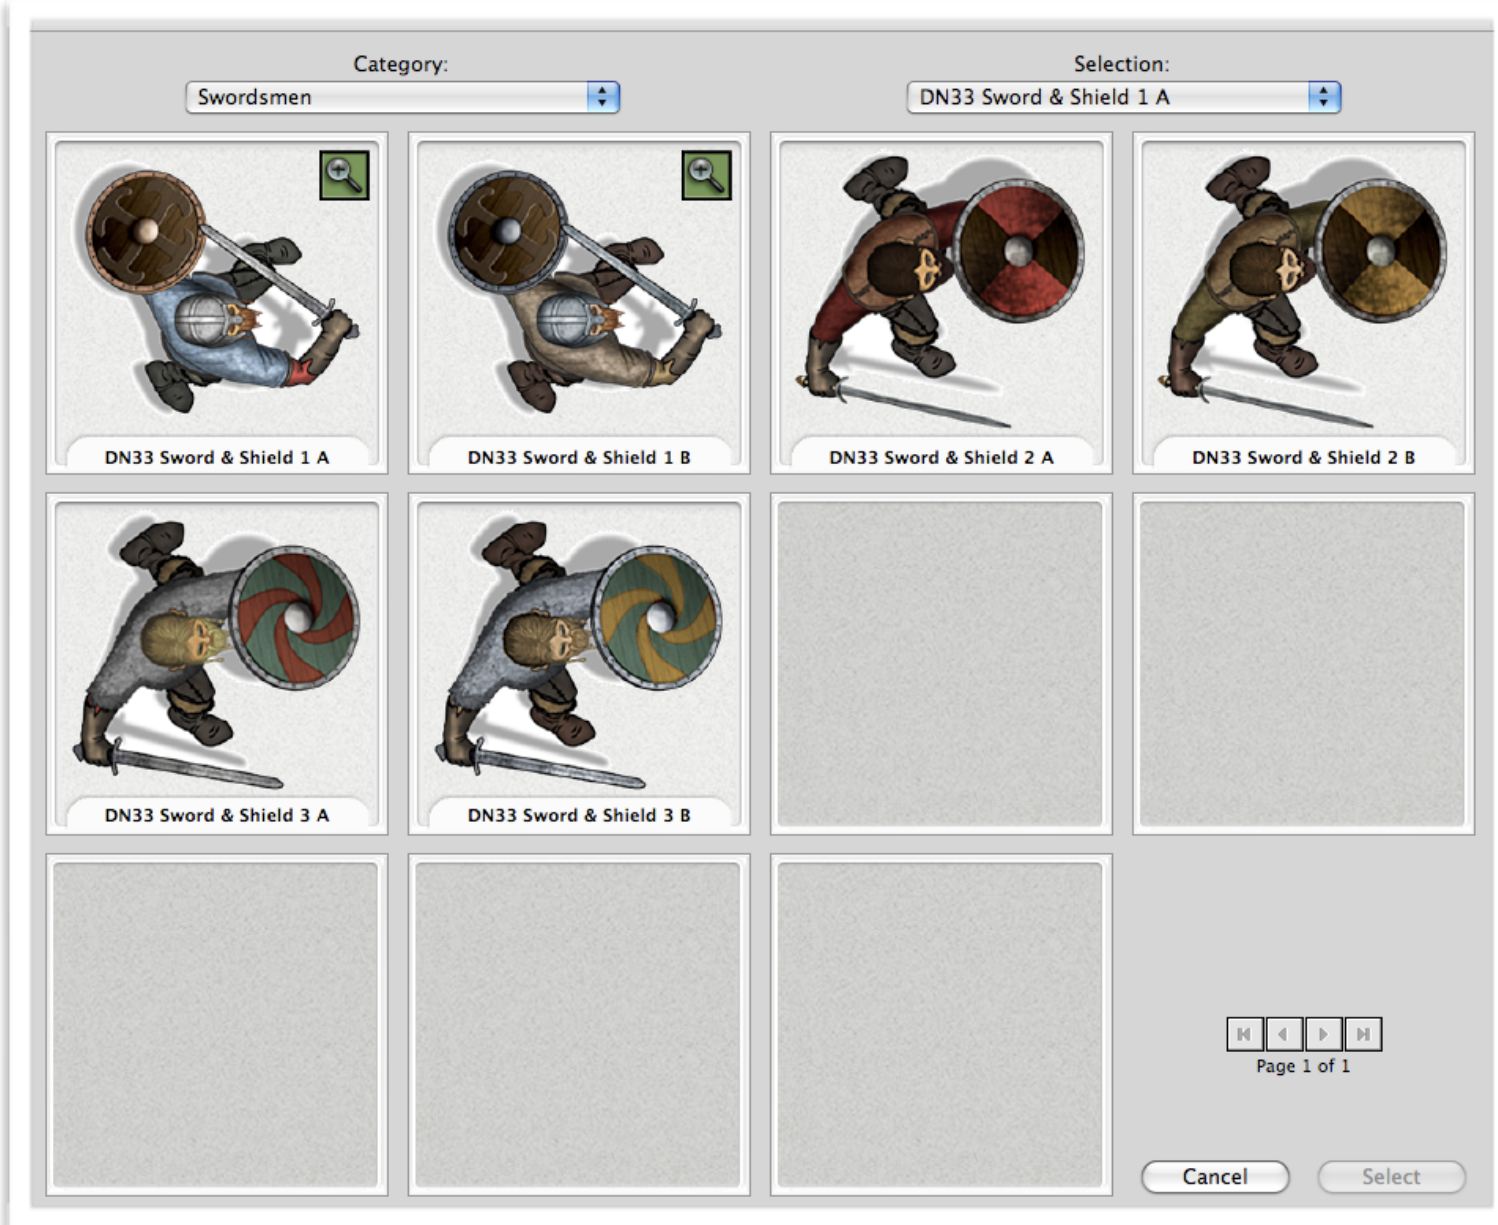 Category:
Selection:
Swordsmen
DN33 Sword & Shield 1 A
DN33 Sword & Shield 1 A
DN33 Sword & Shield 1 B
DN33 Sword & Shield 2 A
DN33 Sword & Shield 2 B
DN33 Sword & Shield 3 A
DN33 Sword & Shield 3 B
Page 1 of 1
Cancel
Select